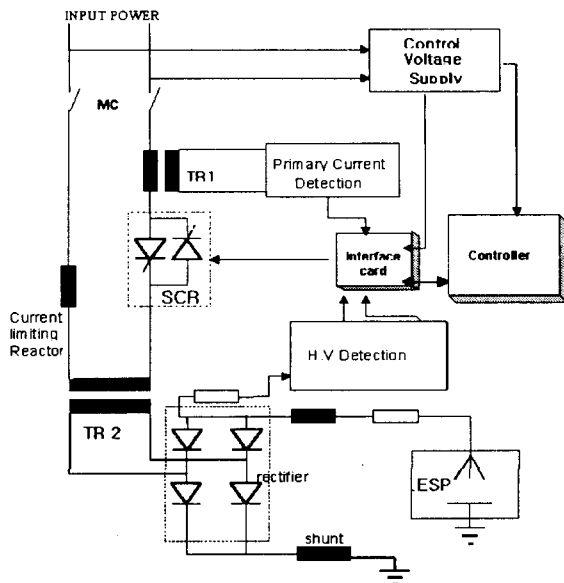 INPUT POWER
Control
Voltage
Supply
MC
TR1
Primary Current
Detection
Interface
card
Controller
SCR
Current
limiting
Reactor
H.V Detection
TR 2
rectifier
ESP
shunt